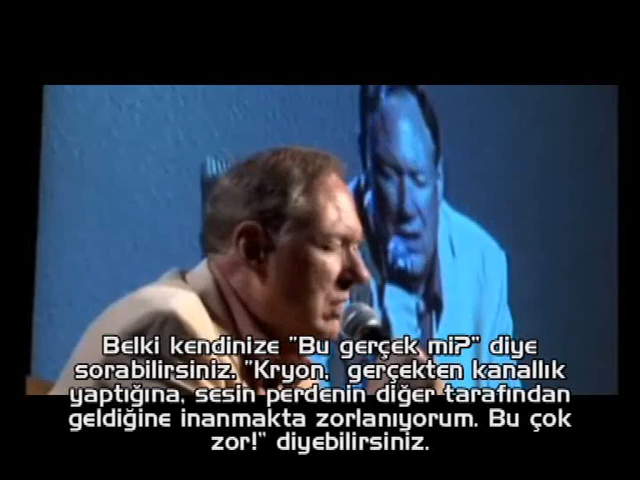 Belki kendinize "Bu gerçek mi?" diye
sorabilirsiniz. "Kryon,  gerçekten kanallık
yaptığına, sesin perdenin diğer tarafından
geldiğine inanmakta zorlanıyorum. Bu çok
zor!" diyebilirsiniz.